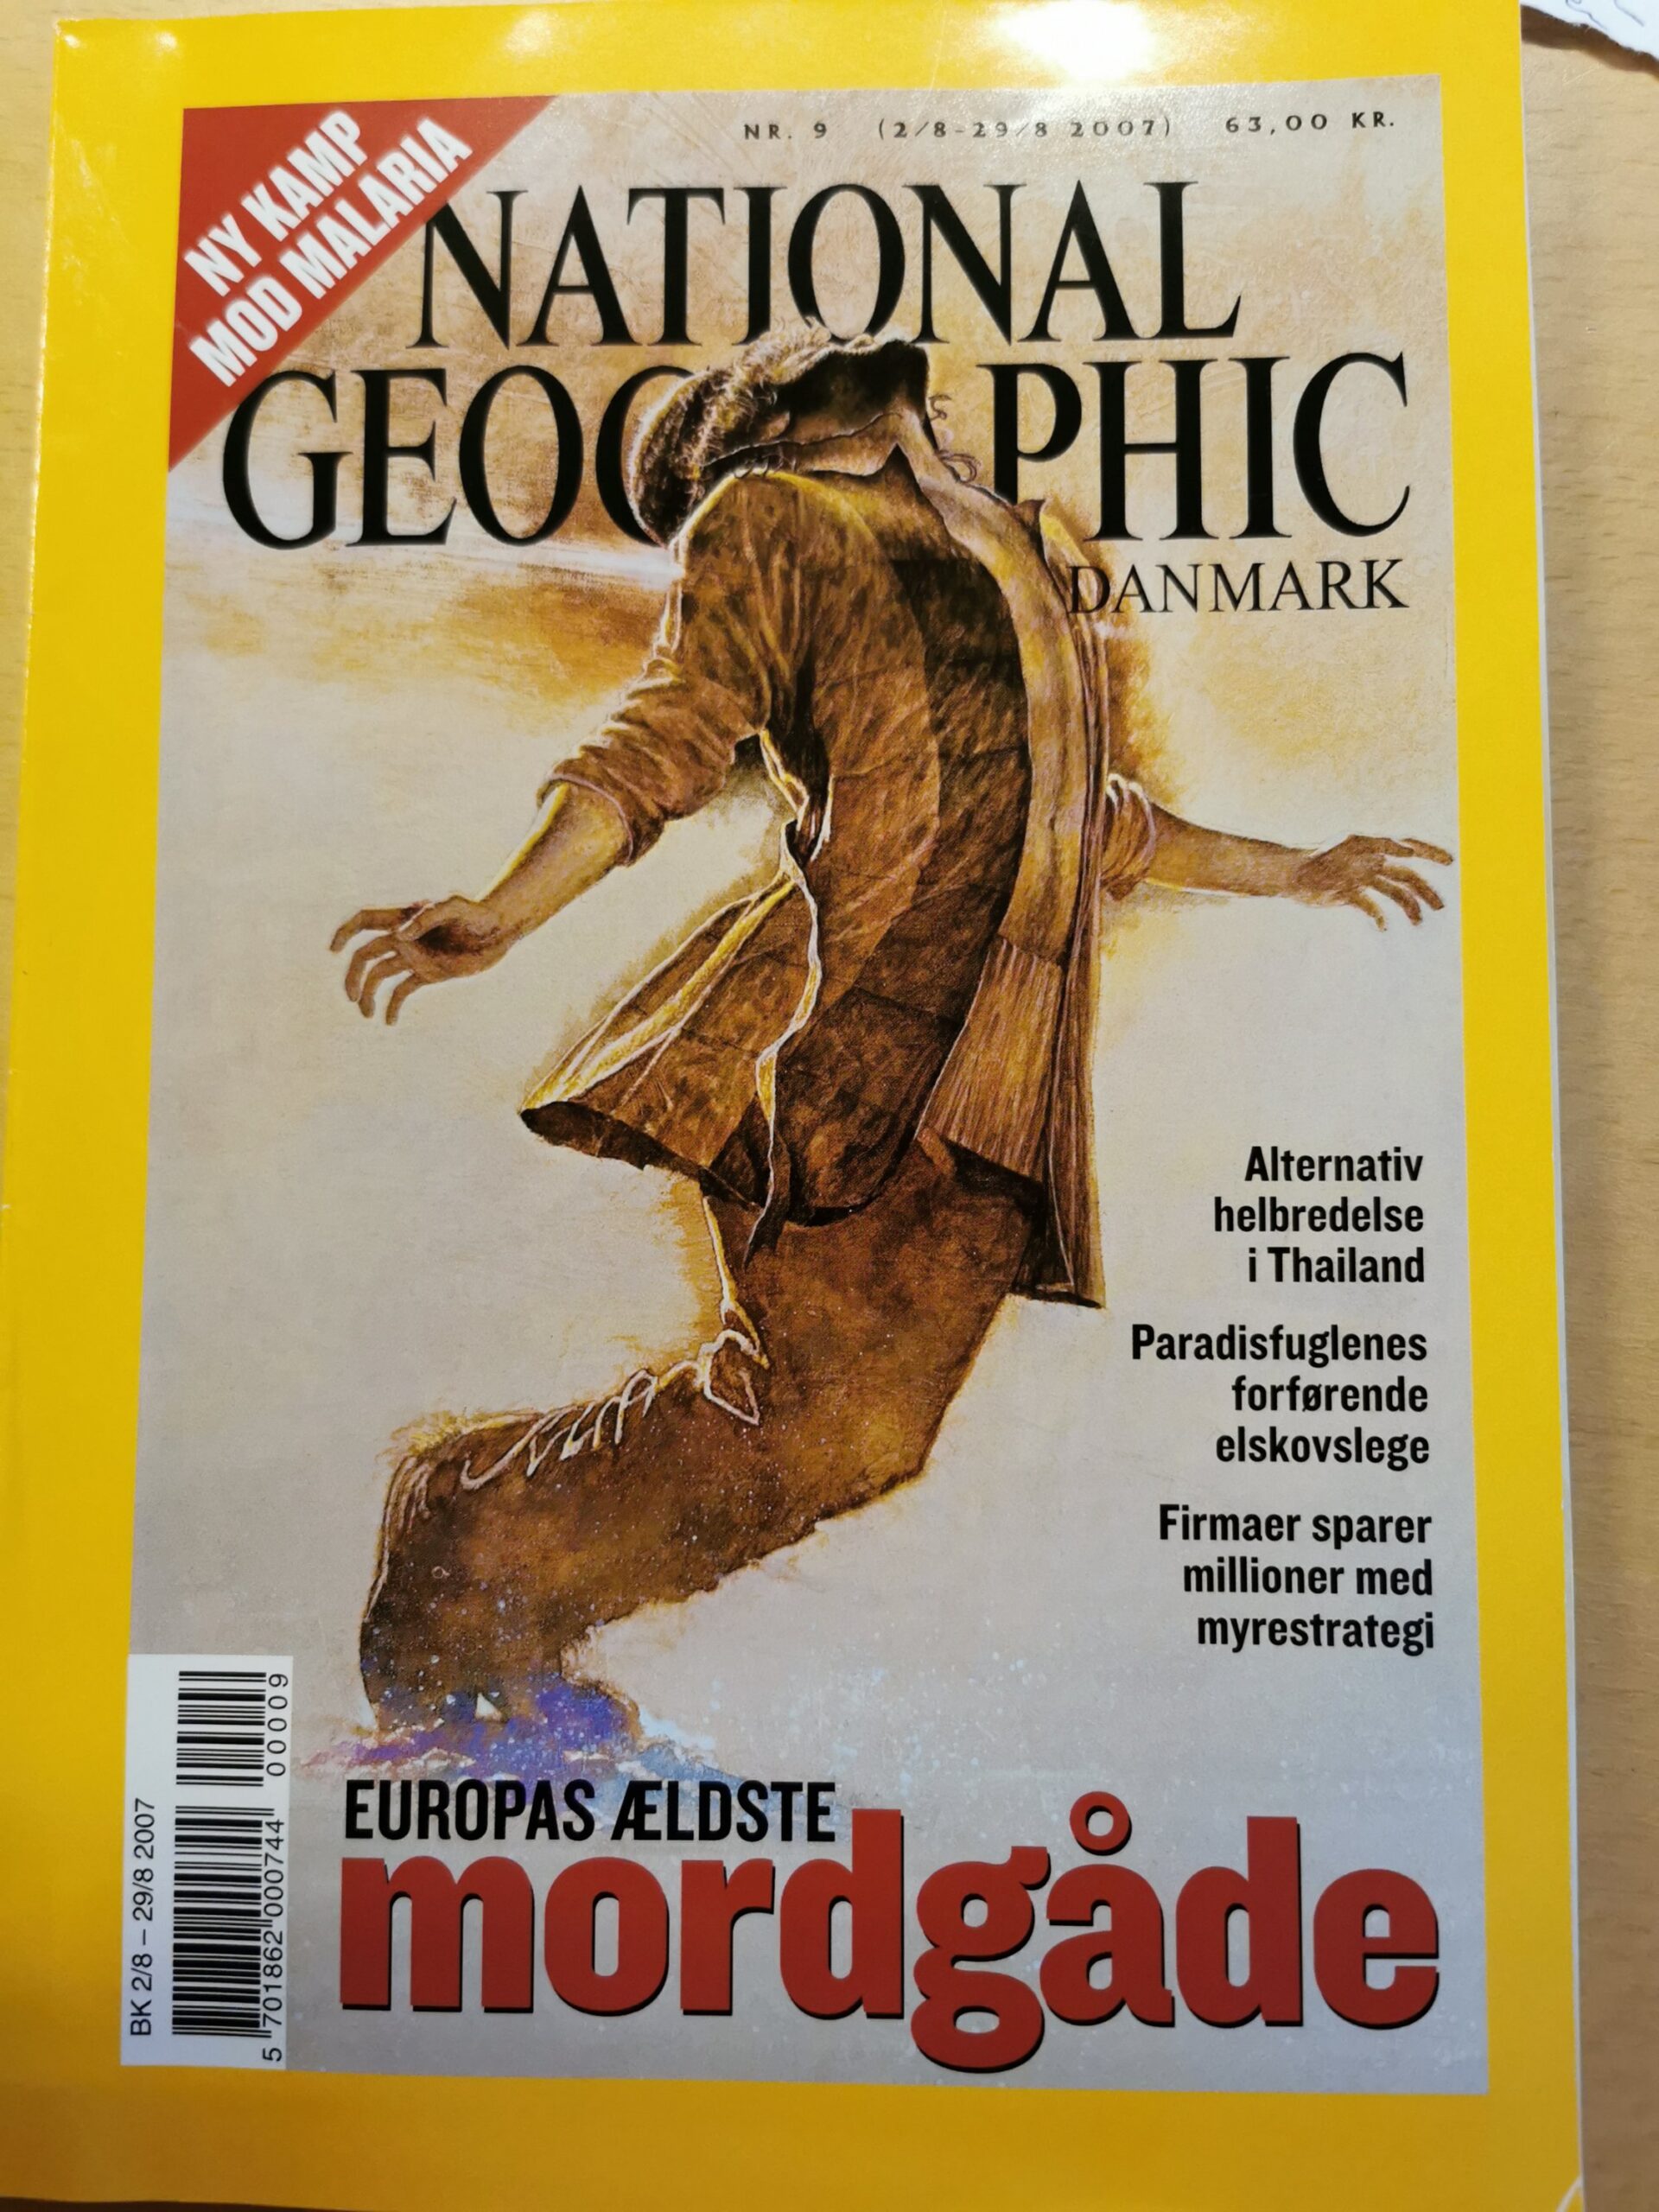 NR. 9 (2/8-29/8 2007) 63,00 KR.
NY KAMP
MOD MALARIA
NATIONAL
GEOG PHIC
DANMARK
Alternativ
helbredelse
i Thailand
Paradisfuglenes
forførende
elskovslege
Firmaer sparer
millioner med
myrestrategi
EUROPAS ÆLDSTE
mordgåde
BK 2/8 – 29/8 2007
5 701862 000744
00009